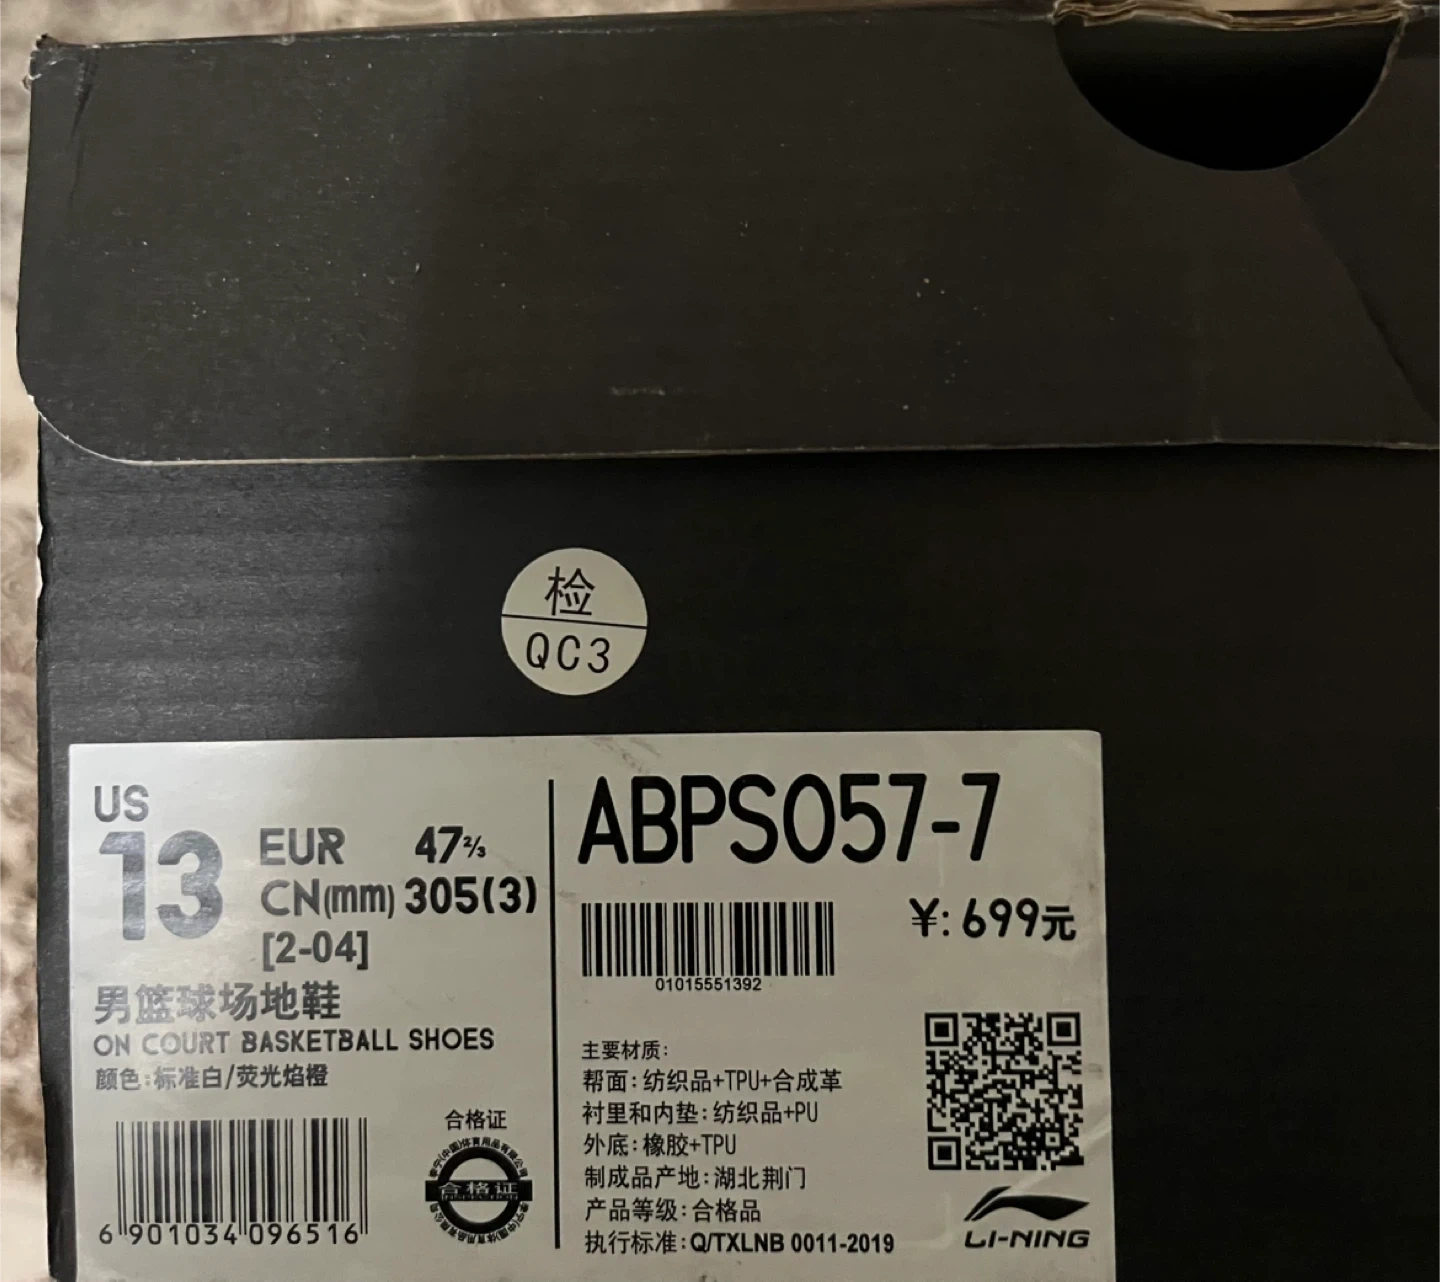 检
QC3
US
13
EUR 47⅔
CN(mm) 305(3)
[2-04]
男篮球场地鞋
ON COURT BASKETBALL SHOES
颜色:标准白/荧光焰橙
6 901034 096516
合格证
合格证
ABPS057-7
01015551392
¥: 699元
主要材质:
帮面:纺织品+TPU+合成革
衬里和内垫:纺织品+PU
外底:橡胶+TPU
制成品产地:湖北荆门
产品等级:合格品
执行标准:Q/TXLNB 0011-2019
LI-NING